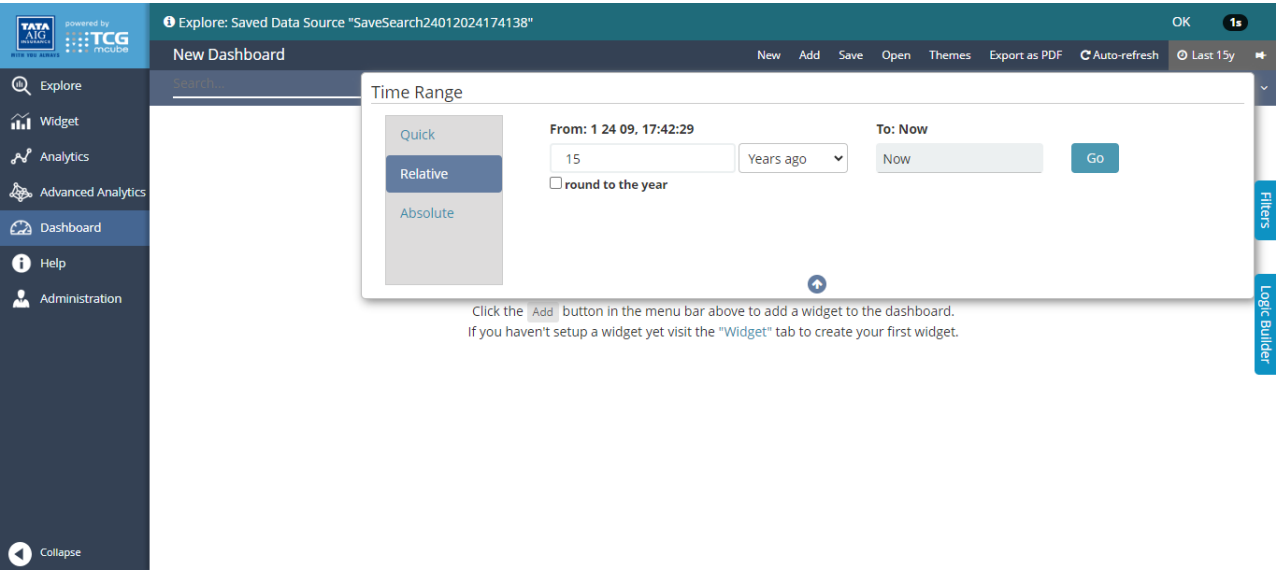 TATA
AIG
INSURANCE
WITH YOU ALWAYS
powered by
TCG
mcube
Explore: Saved Data Source "SaveSearch24012024174138"
OK
1s
New Dashboard
New Add Save Open Themes Export as PDF Auto-refresh Last 15y
Search...
Explore
Widget
Analytics
Advanced Analytics
Dashboard
Help
Administration
Collapse
Time Range
Quick
Relative
Absolute
From: 1 24 09, 17:42:29
15
Years ago
round to the year
To: Now
Now
Go
Click the Add button in the menu bar above to add a widget to the dashboard.
If you haven't setup a widget yet visit the "Widget" tab to create your first widget.
Filters
Logic Builder